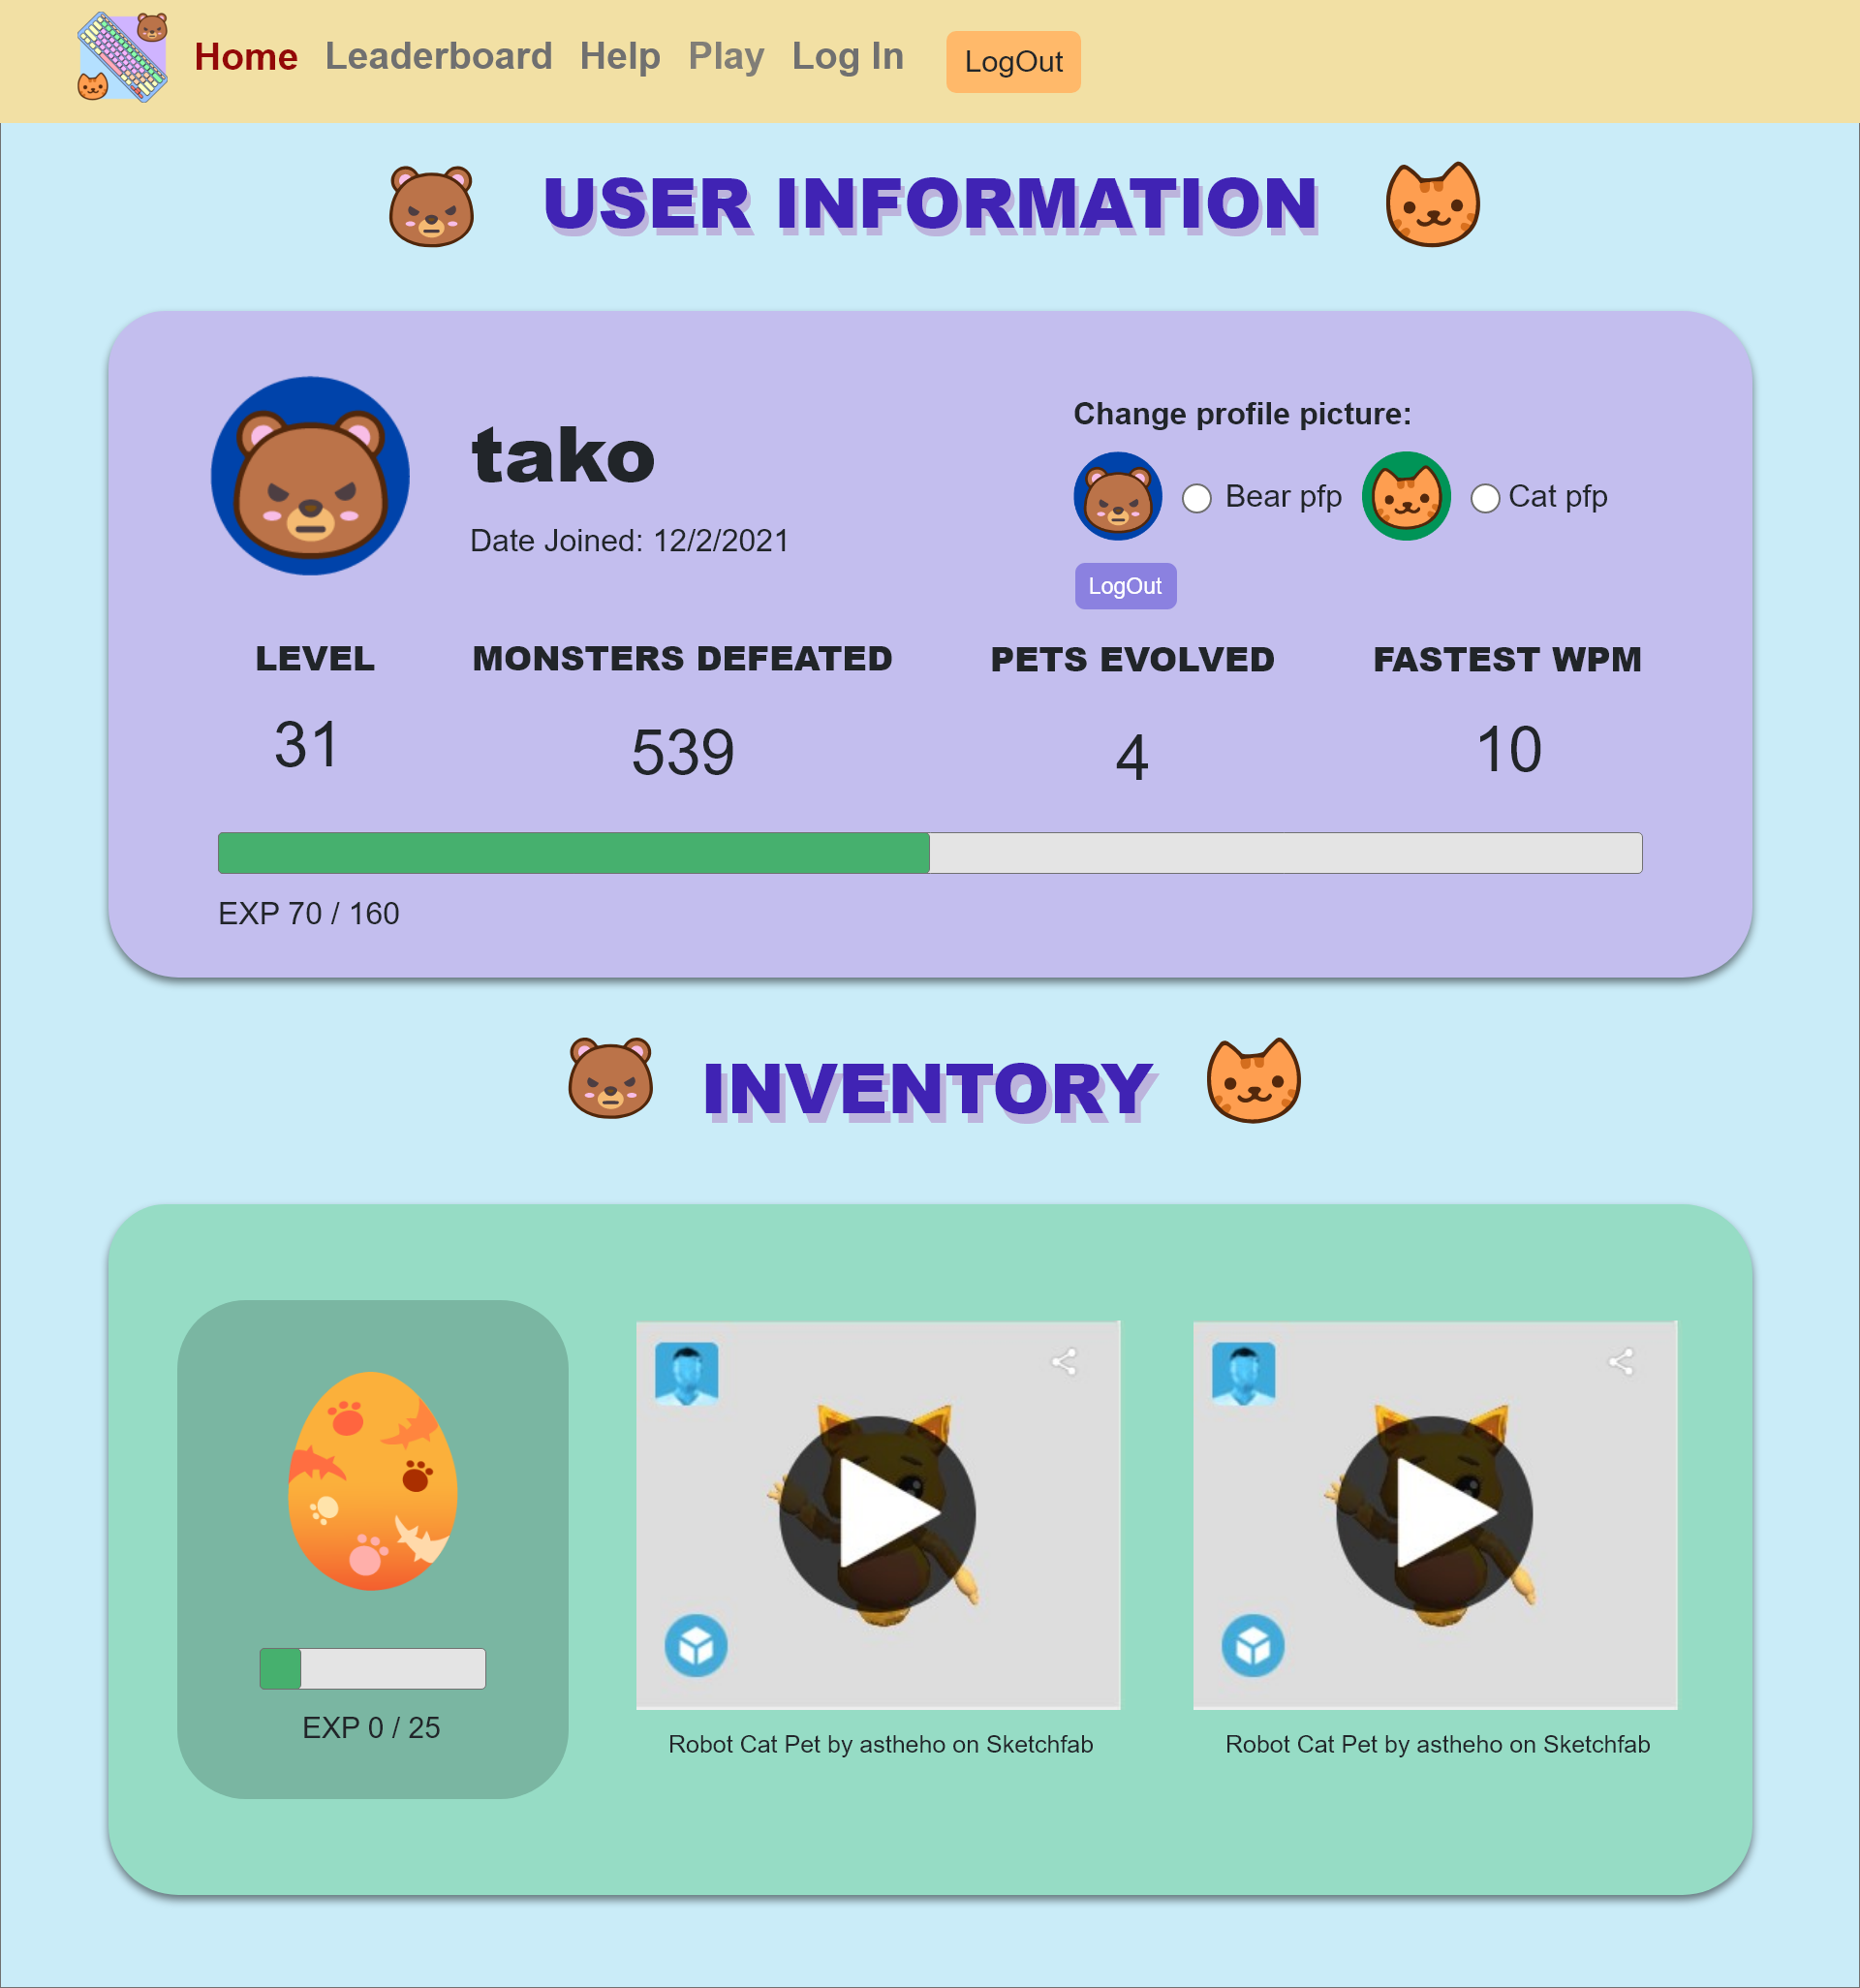 Home Leaderboard Help Play Log In LogOut
USER INFORMATION
Change profile picture:
tako
Bear pfp Cat pfp
Date Joined: 12/2/2021
LogOut
LEVEL MONSTERS DEFEATED PETS EVOLVED FASTEST WPM
31 539 4 10
EXP 70 / 160
INVENTORY
EXP 0 / 25
Robot Cat Pet by astheho on Sketchfab
Robot Cat Pet by astheho on Sketchfab